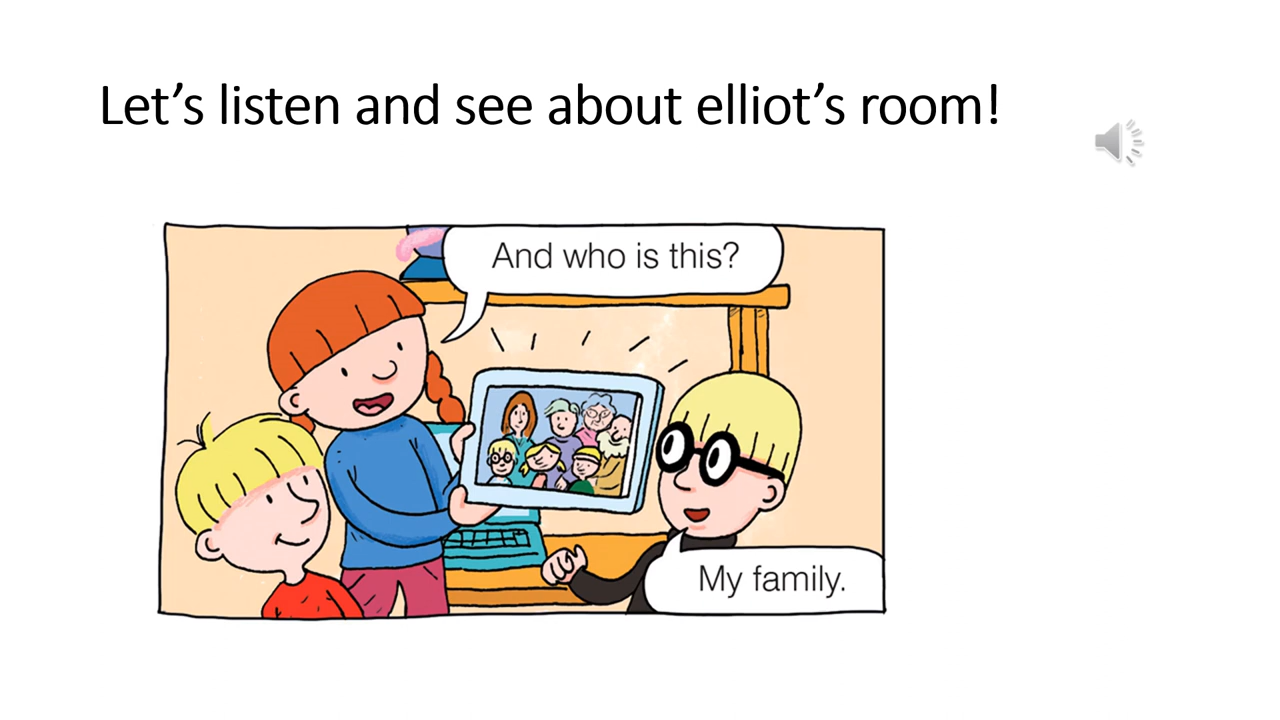 Let’s listen and see about elliot’s room!
And who is this?
My family.